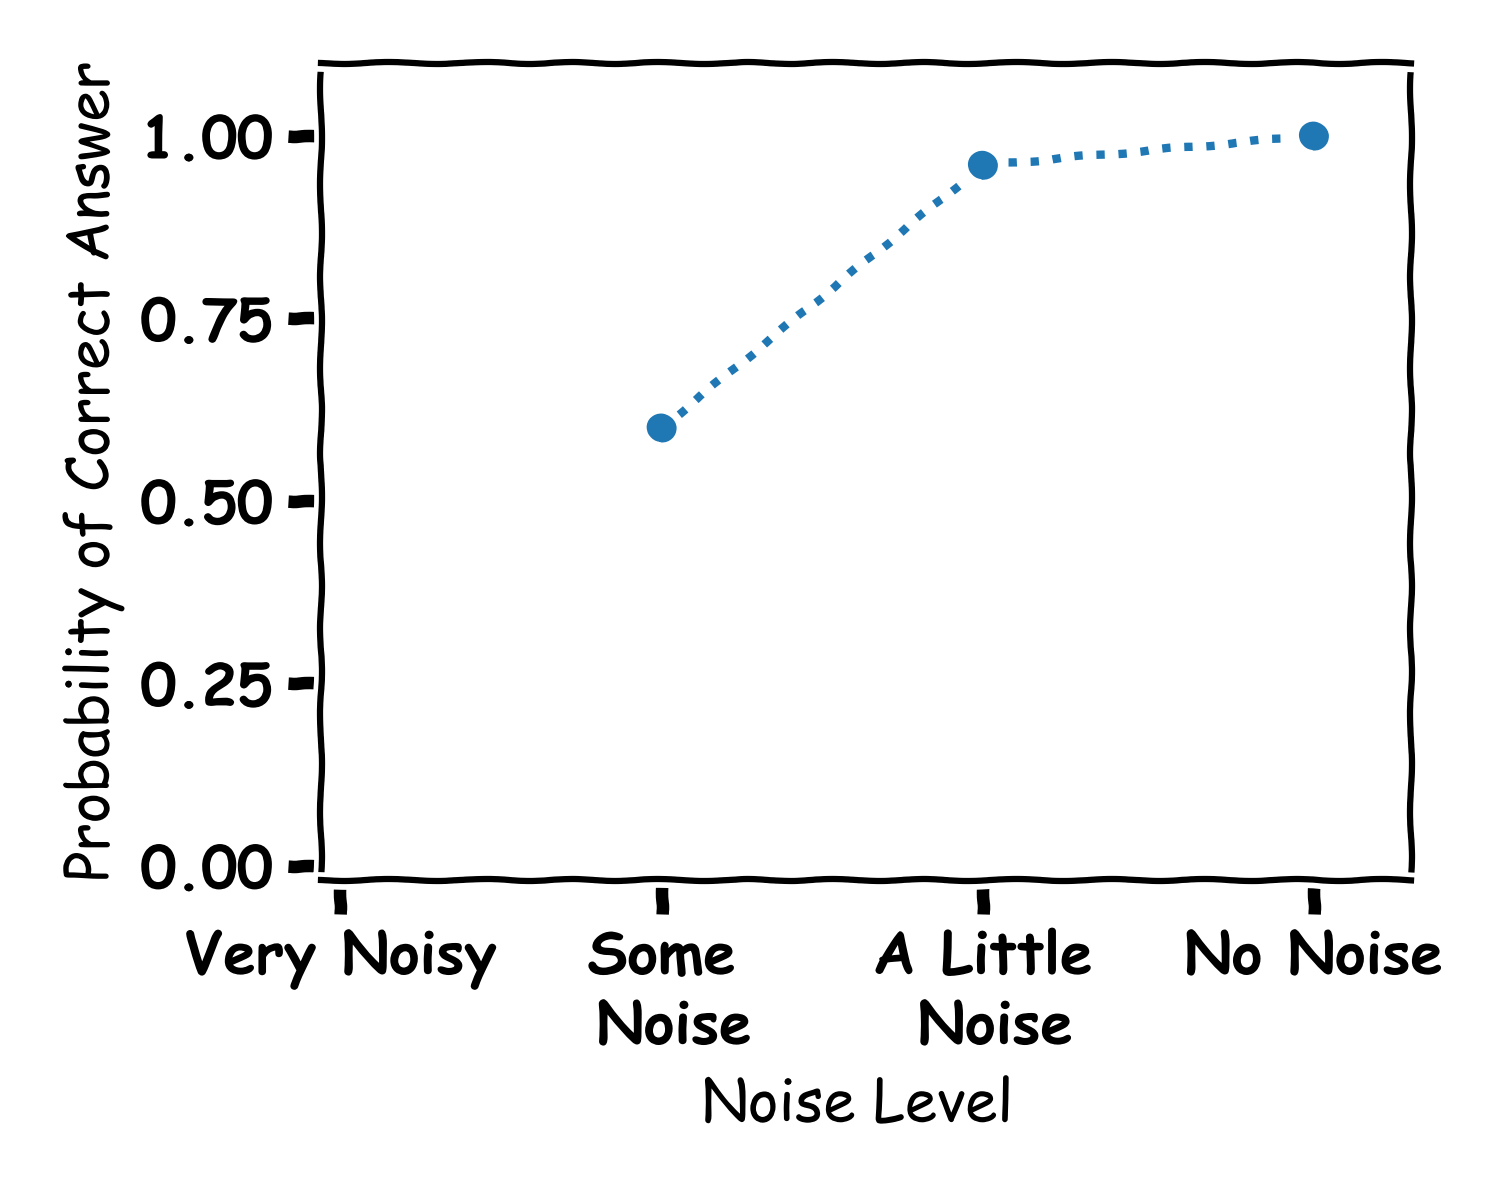 Probability of Correct Answer
1.00
0.75
0.50
0.25
0.00
Very Noisy
Some
Noise
A Little
Noise
No Noise
Noise Level